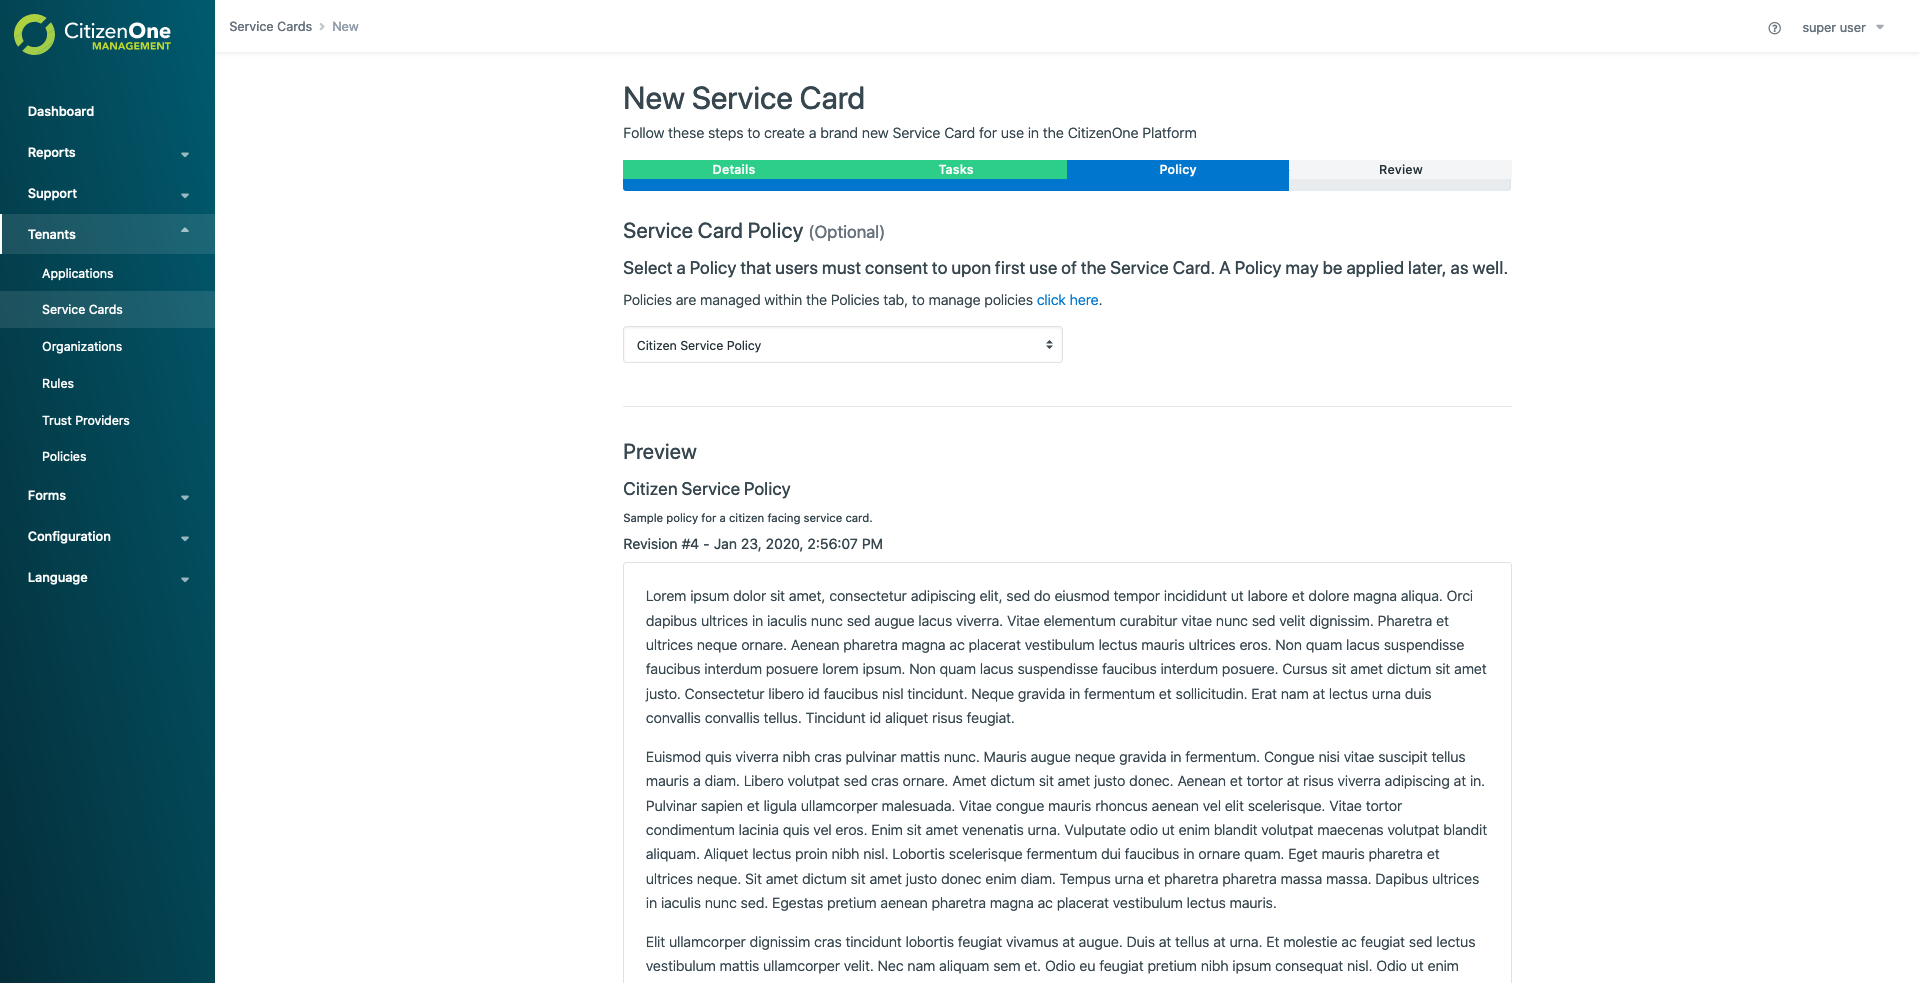 CitizenOne
MANAGEMENT
Dashboard
Reports
Support
Tenants
Applications
Service Cards
Organizations
Rules
Trust Providers
Policies
Forms
Configuration
Language
Service Cards > New
super user
New Service Card
Follow these steps to create a brand new Service Card for use in the CitizenOne Platform
Details Tasks Policy Review
Service Card Policy (Optional)
Select a Policy that users must consent to upon first use of the Service Card. A Policy may be applied later, as well.
Policies are managed within the Policies tab, to manage policies click here.
Citizen Service Policy
Preview
Citizen Service Policy
Sample policy for a citizen facing service card.
Revision #4 - Jan 23, 2020, 2:56:07 PM
Lorem ipsum dolor sit amet, consectetur adipiscing elit, sed do eiusmod tempor incididunt ut labore et dolore magna aliqua. Orci
dapibus ultrices in iaculis nunc sed augue lacus viverra. Vitae elementum curabitur vitae nunc sed velit dignissim. Pharetra et
ultrices neque ornare. Aenean pharetra magna ac placerat vestibulum lectus mauris ultrices eros. Non quam lacus suspendisse
faucibus interdum posuere lorem ipsum. Non quam lacus suspendisse faucibus interdum posuere. Cursus sit amet dictum sit amet
justo. Consectetur libero id faucibus nisl tincidunt. Neque gravida in fermentum et sollicitudin. Erat nam at lectus urna duis
convallis convallis tellus. Tincidunt id aliquet risus feugiat.
Euismod quis viverra nibh cras pulvinar mattis nunc. Mauris augue neque gravida in fermentum. Congue nisi vitae suscipit tellus
mauris a diam. Libero volutpat sed cras ornare. Amet dictum sit amet justo donec. Aenean et tortor at risus viverra adipiscing at in.
Pulvinar sapien et ligula ullamcorper malesuada. Vitae congue mauris rhoncus aenean vel elit scelerisque. Vitae tortor
condimentum lacinia quis vel eros. Enim sit amet venenatis urna. Vulputate odio ut enim blandit volutpat maecenas volutpat blandit
aliquam. Aliquet lectus proin nibh nisl. Lobortis scelerisque fermentum dui faucibus in ornare quam. Eget mauris pharetra et
ultrices neque. Sit amet dictum sit amet justo donec enim diam. Tempus urna et pharetra pharetra massa massa. Dapibus ultrices
in iaculis nunc sed. Egestas pretium aenean pharetra magna ac placerat vestibulum lectus mauris.
Elit ullamcorper dignissim cras tincidunt lobortis feugiat vivamus at augue. Duis at tellus at urna. Et molestie ac feugiat sed lectus
vestibulum mattis ullamcorper velit. Nec nam aliquam sem et. Odio eu feugiat pretium nibh ipsum consequat nisl. Odio ut enim